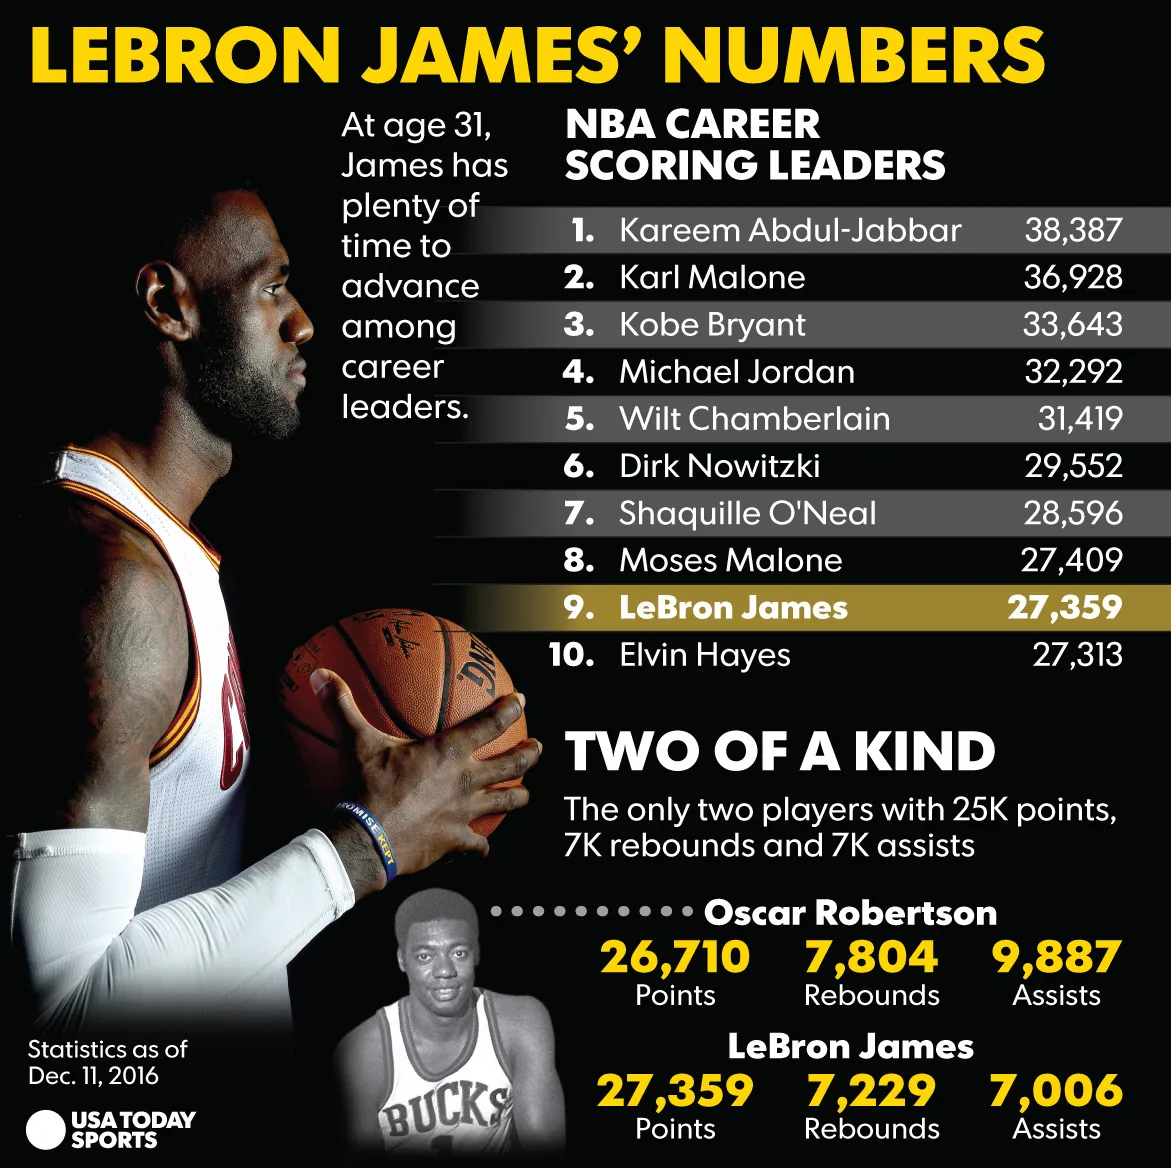 LEBRON JAMES’ NUMBERS
At age 31,
James has
plenty of
time to
advance
among
career
leaders.
NBA CAREER
SCORING LEADERS
1. Kareem Abdul-Jabbar 38,387
2. Karl Malone 36,928
3. Kobe Bryant 33,643
4. Michael Jordan 32,292
5. Wilt Chamberlain 31,419
6. Dirk Nowitzki 29,552
7. Shaquille O'Neal 28,596
8. Moses Malone 27,409
9. LeBron James 27,359
10. Elvin Hayes 27,313
TWO OF A KIND
The only two players with 25K points,
7K rebounds and 7K assists
Oscar Robertson
26,710 7,804 9,887
Points Rebounds Assists
LeBron James
27,359 7,229 7,006
Points Rebounds Assists
KEPT
BUCKS
Statistics as of
Dec. 11, 2016
USA TODAY
SPORTS